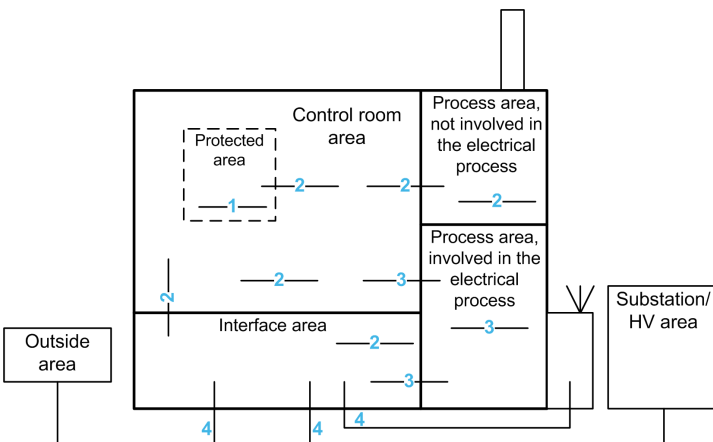 Control room
area
Process area,
not involved in
the electrical
process
Protected
area
2
2
1
2
Process area,
involved in the
electrical
process
2
2
3
Substation/
HV area
Interface area
3
Outside
area
2
3
4
4
4